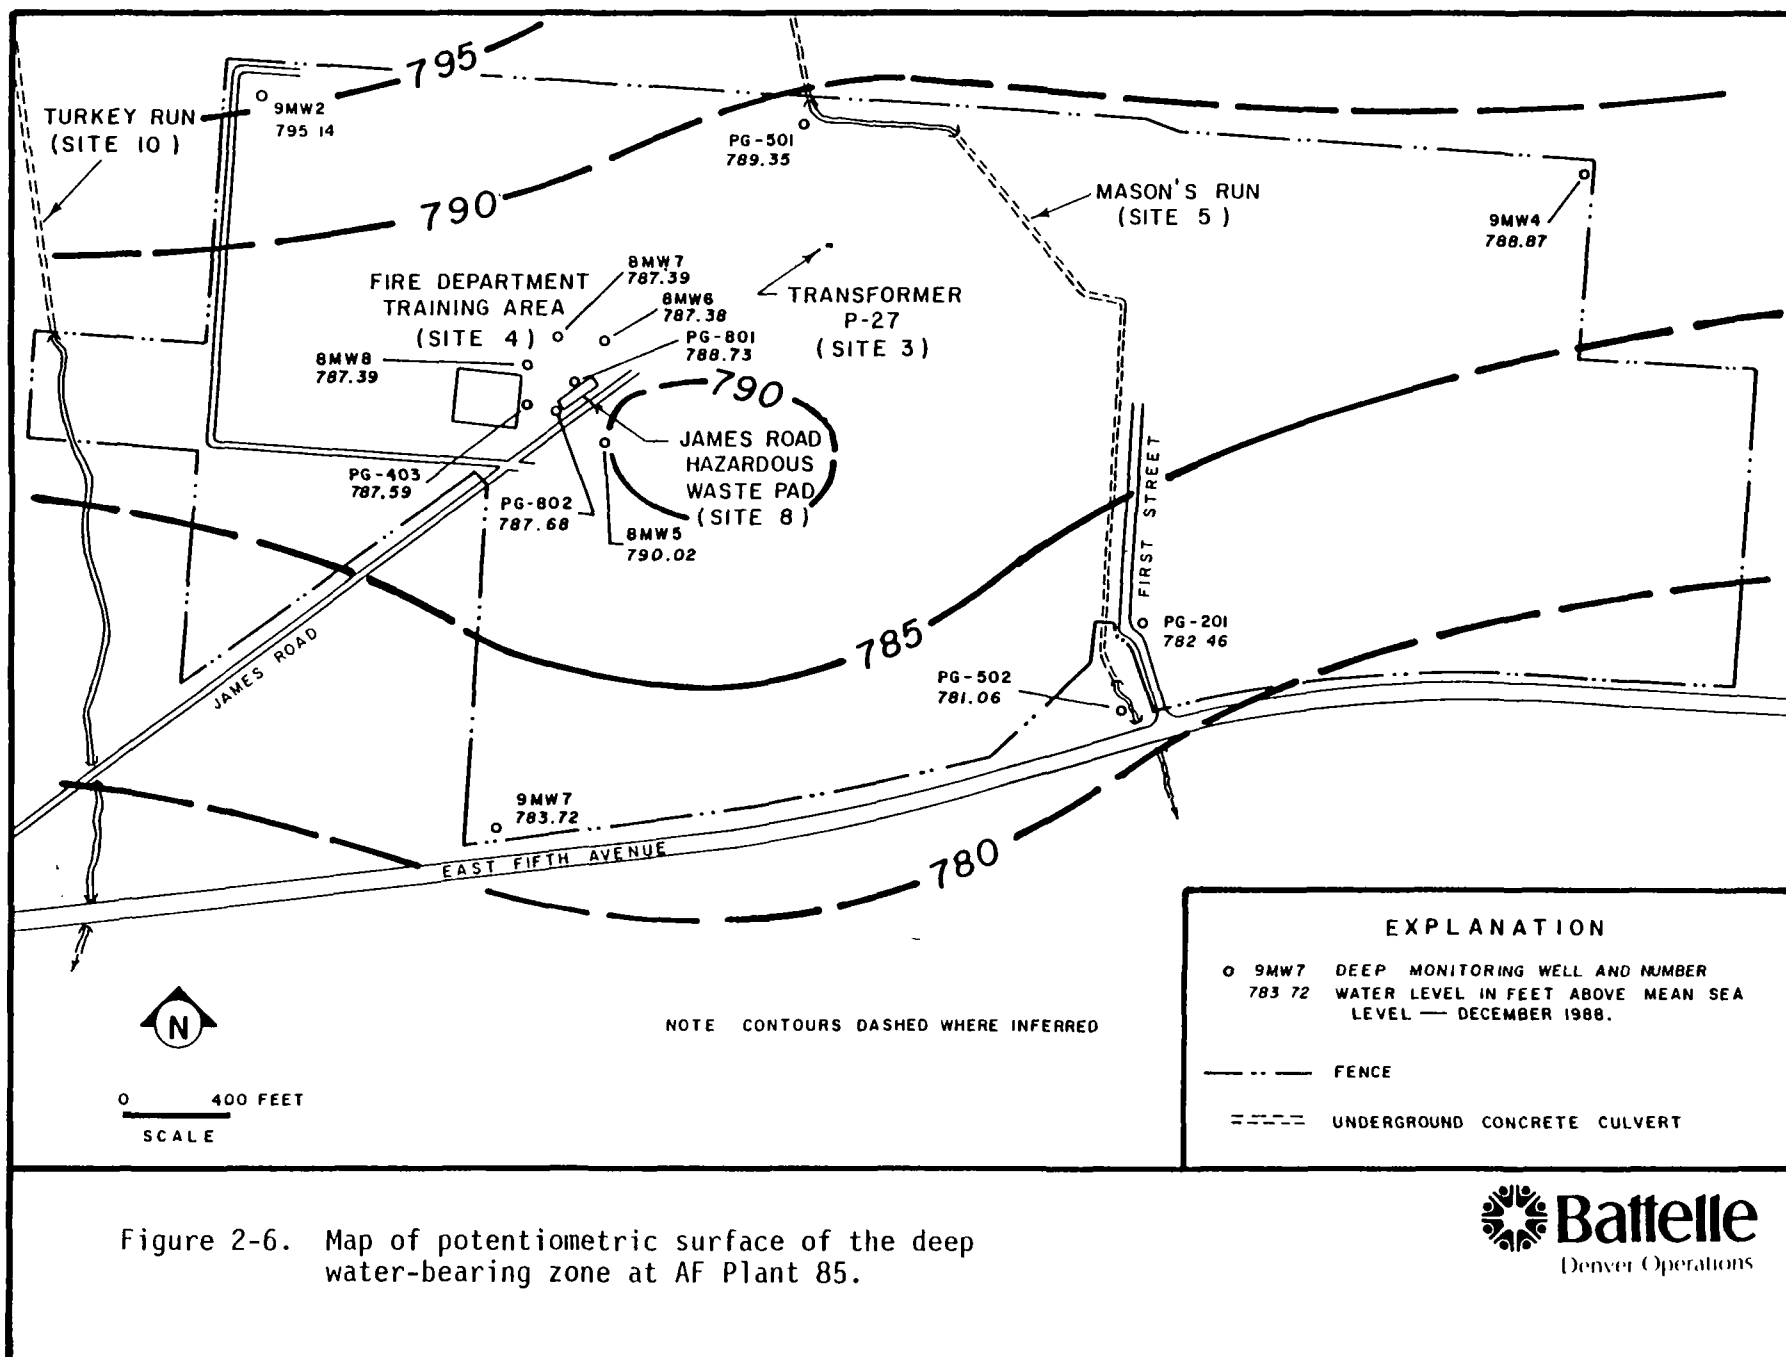 795
TURKEY RUN
(SITE 10)
9MW2
795 14
PG-501
789.35
790
MASON'S RUN
(SITE 5)
9MW4
788.87
FIRE DEPARTMENT
TRAINING AREA
(SITE 4)
8MW7
787.39
8MW6
787.38
TRANSFORMER
P-27
(SITE 3)
PG-801
788.73
8MW8
787.39
790
JAMES ROAD
HAZARDOUS
WASTE PAD
(SITE 8)
PG-403
787.59
PG-802
787.68
8MW5
790.02
FIRST STREET
JAMES ROAD
785
PG-201
782 46
PG-502
781.06
9MW7
783.72
EAST FIFTH AVENUE
780
EXPLANATION
9MW7 DEEP MONITORING WELL AND NUMBER
783 72 WATER LEVEL IN FEET ABOVE MEAN SEA
LEVEL — DECEMBER 1988.
FENCE
UNDERGROUND CONCRETE CULVERT
N
NOTE CONTOURS DASHED WHERE INFERRED
0 400 FEET
SCALE
Figure 2-6. Map of potentiometric surface of the deep
water-bearing zone at AF Plant 85.
Battelle
Denver Operations